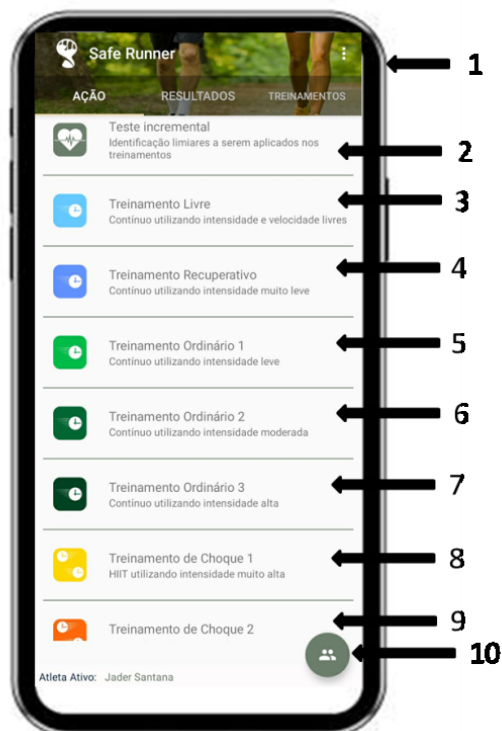 Safe Runner
1
AÇÃO RESULTADOS TREINAMENTOS
Teste incremental
Identificação limiares a serem aplicados nos
treinamentos
2
Treinamento Livre
Contínuo utilizando intensidade e velocidade livres
3
Treinamento Recuperativo
Contínuo utilizando intensidade muito leve
4
Treinamento Ordinário 1
Contínuo utilizando intensidade leve
5
Treinamento Ordinário 2
Contínuo utilizando intensidade moderada
6
Treinamento Ordinário 3
Contínuo utilizando intensidade alta
7
Treinamento de Choque 1
HIIT utilizando intensidade muito alta
8
Treinamento de Choque 2
9
10
Atleta Ativo: Jader Santana